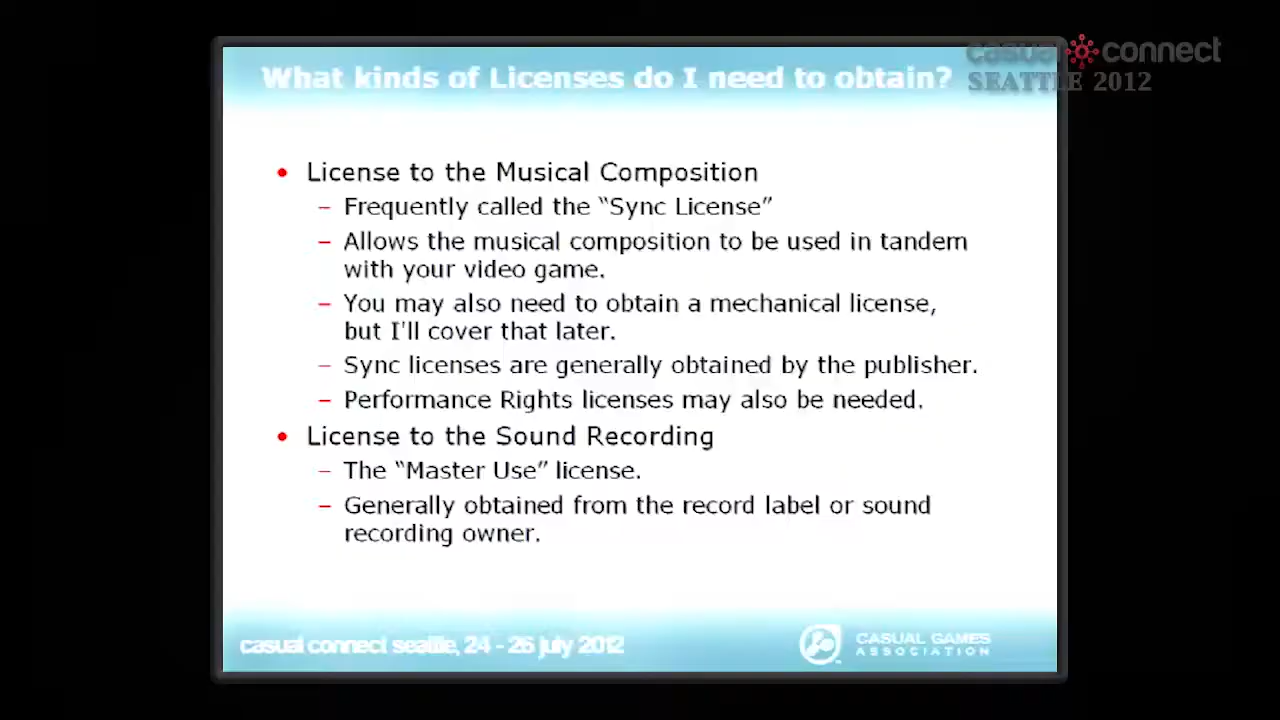 casual connect
SEATTLE 2012
What kinds of Licenses do I need to obtain?
• License to the Musical Composition
– Frequently called the “Sync License”
– Allows the musical composition to be used in tandem
with your video game.
– You may also need to obtain a mechanical license,
but I'll cover that later.
– Sync licenses are generally obtained by the publisher.
– Performance Rights licenses may also be needed.
• License to the Sound Recording
– The “Master Use” license.
– Generally obtained from the record label or sound
recording owner.
casual connect seattle, 24 - 26 july 2012
CASUAL GAMES
ASSOCIATION